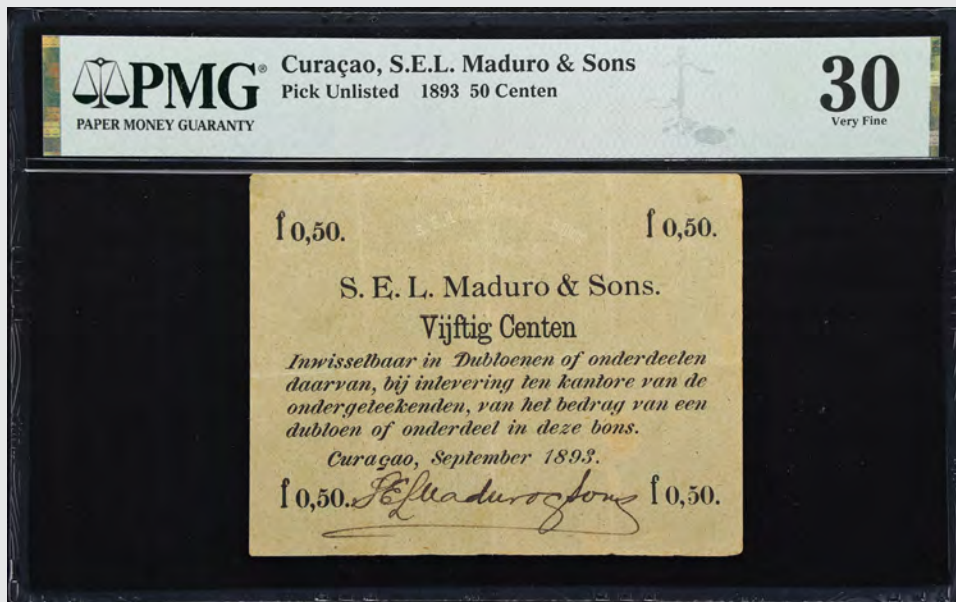 PMG®
PAPER MONEY GUARANTY
Curaçao, S.E.L. Maduro & Sons
Pick Unlisted 1893 50 Centen
30
Very Fine
f 0,50. f 0,50.
S. E. L. Maduro & Sons.
Vijftig Centen
Inwisselbaar in Dubloenen of onderdeelen
daarvan, bij inlevering ten kantore van de
ondergeteekenden, van het bedrag van een
dubloen of onderdeel in deze bons.
Curaçao, September 1893.
f 0,50. SELMaduro & Sons f 0,50.